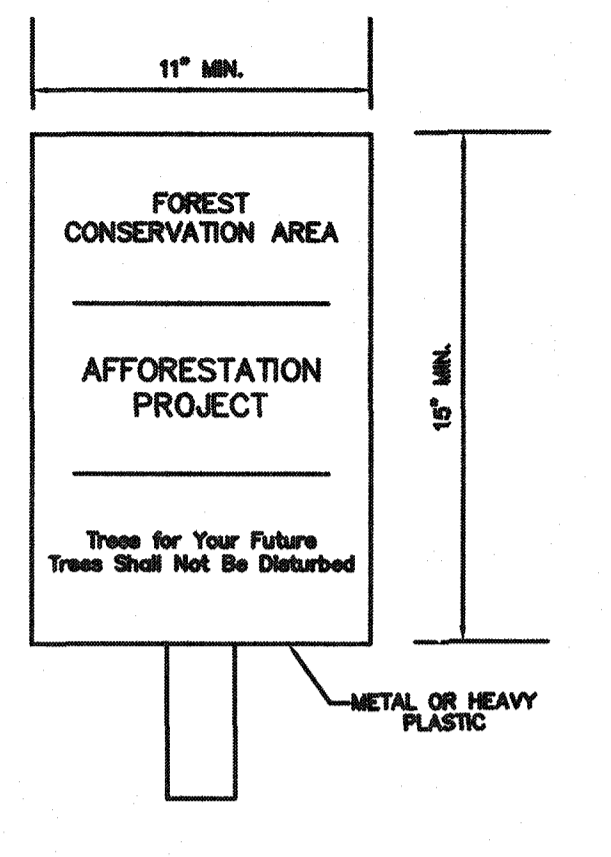 11" MIN.
FOREST
CONSERVATION AREA
AFFORESTATION
PROJECT
15" MIN.
Trees for Your Future
Trees Shall Not Be Disturbed
METAL OR HEAVY
PLASTIC